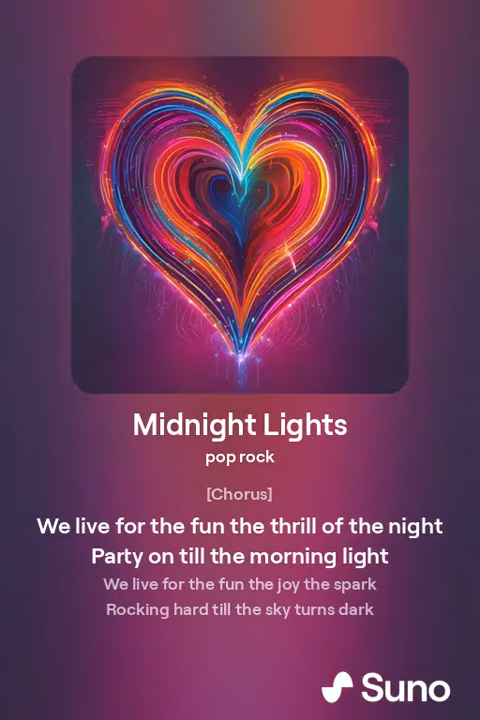 Midnight Lights
pop rock
[Chorus]
We live for the fun the thrill of the night
Party on till the morning light
We live for the fun the joy the spark
Rocking hard till the sky turns dark
Suno